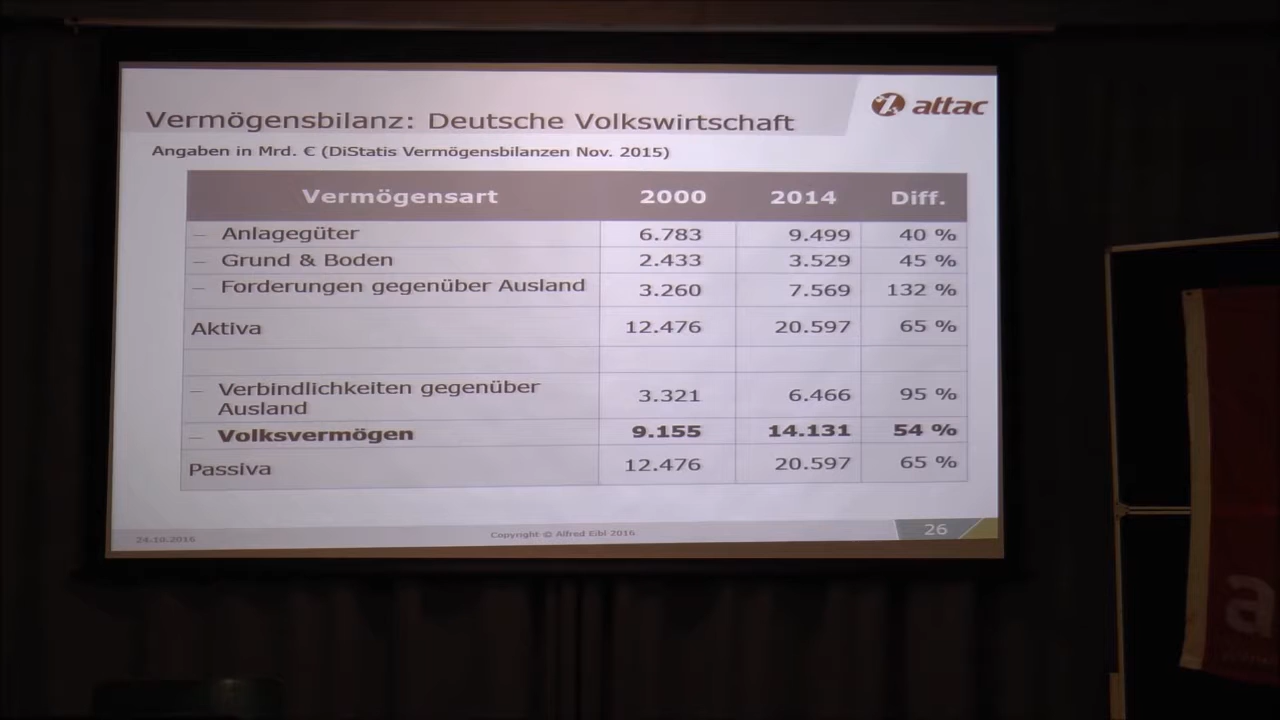 attac
Vermögensbilanz: Deutsche Volkswirtschaft
Angaben in Mrd. € (DiStatis Vermögensbilanzen Nov. 2015)
Vermögensart 2000 2014 Diff.
– Anlagegüter 6.783 9.499 40 %
– Grund & Boden 2.433 3.529 45 %
– Forderungen gegenüber Ausland 3.260 7.569 132 %
Aktiva 12.476 20.597 65 %
– Verbindlichkeiten gegenüber
Ausland 3.321 6.466 95 %
– Volksvermögen 9.155 14.131 54 %
Passiva 12.476 20.597 65 %
24.10.2016 Copyright © Alfred Eibl 2016 26
a